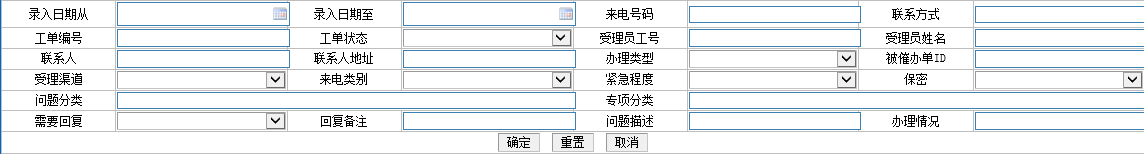 录入日期从 录入日期至 来电号码 联系方式
工单编号 工单状态 受理员工号 受理员姓名
联系人 联系人地址 办理类型 被催办单ID
受理渠道 来电类别 紧急程度 保密
问题分类 专项分类
需要回复 回复备注 问题描述 办理情况
确定 重置 取消